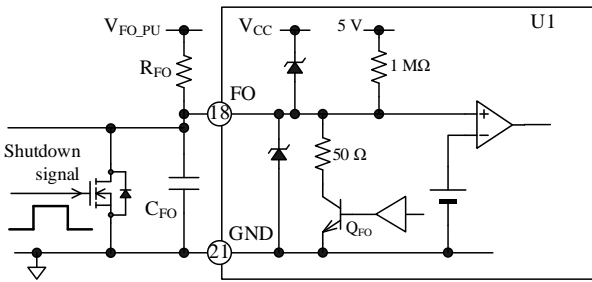 U1
V_FO_PU
V_CC
5 V
R_FO
1 MΩ
FO
18
Shutdown
signal
50 Ω
C_FO
GND
21
Q_FO
+
−